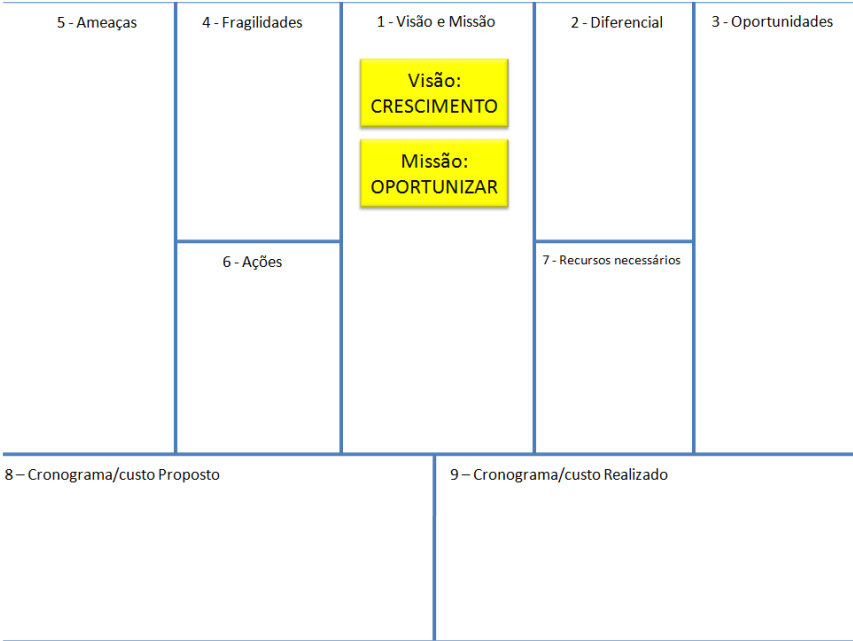 5 - Ameaças
4 - Fragilidades
1 - Visão e Missão
2 - Diferencial
3 - Oportunidades
Visão:
CRESCIMENTO
Missão:
OPORTUNIZAR
6 - Ações
7 - Recursos necessários
8 – Cronograma/custo Proposto
9 – Cronograma/custo Realizado